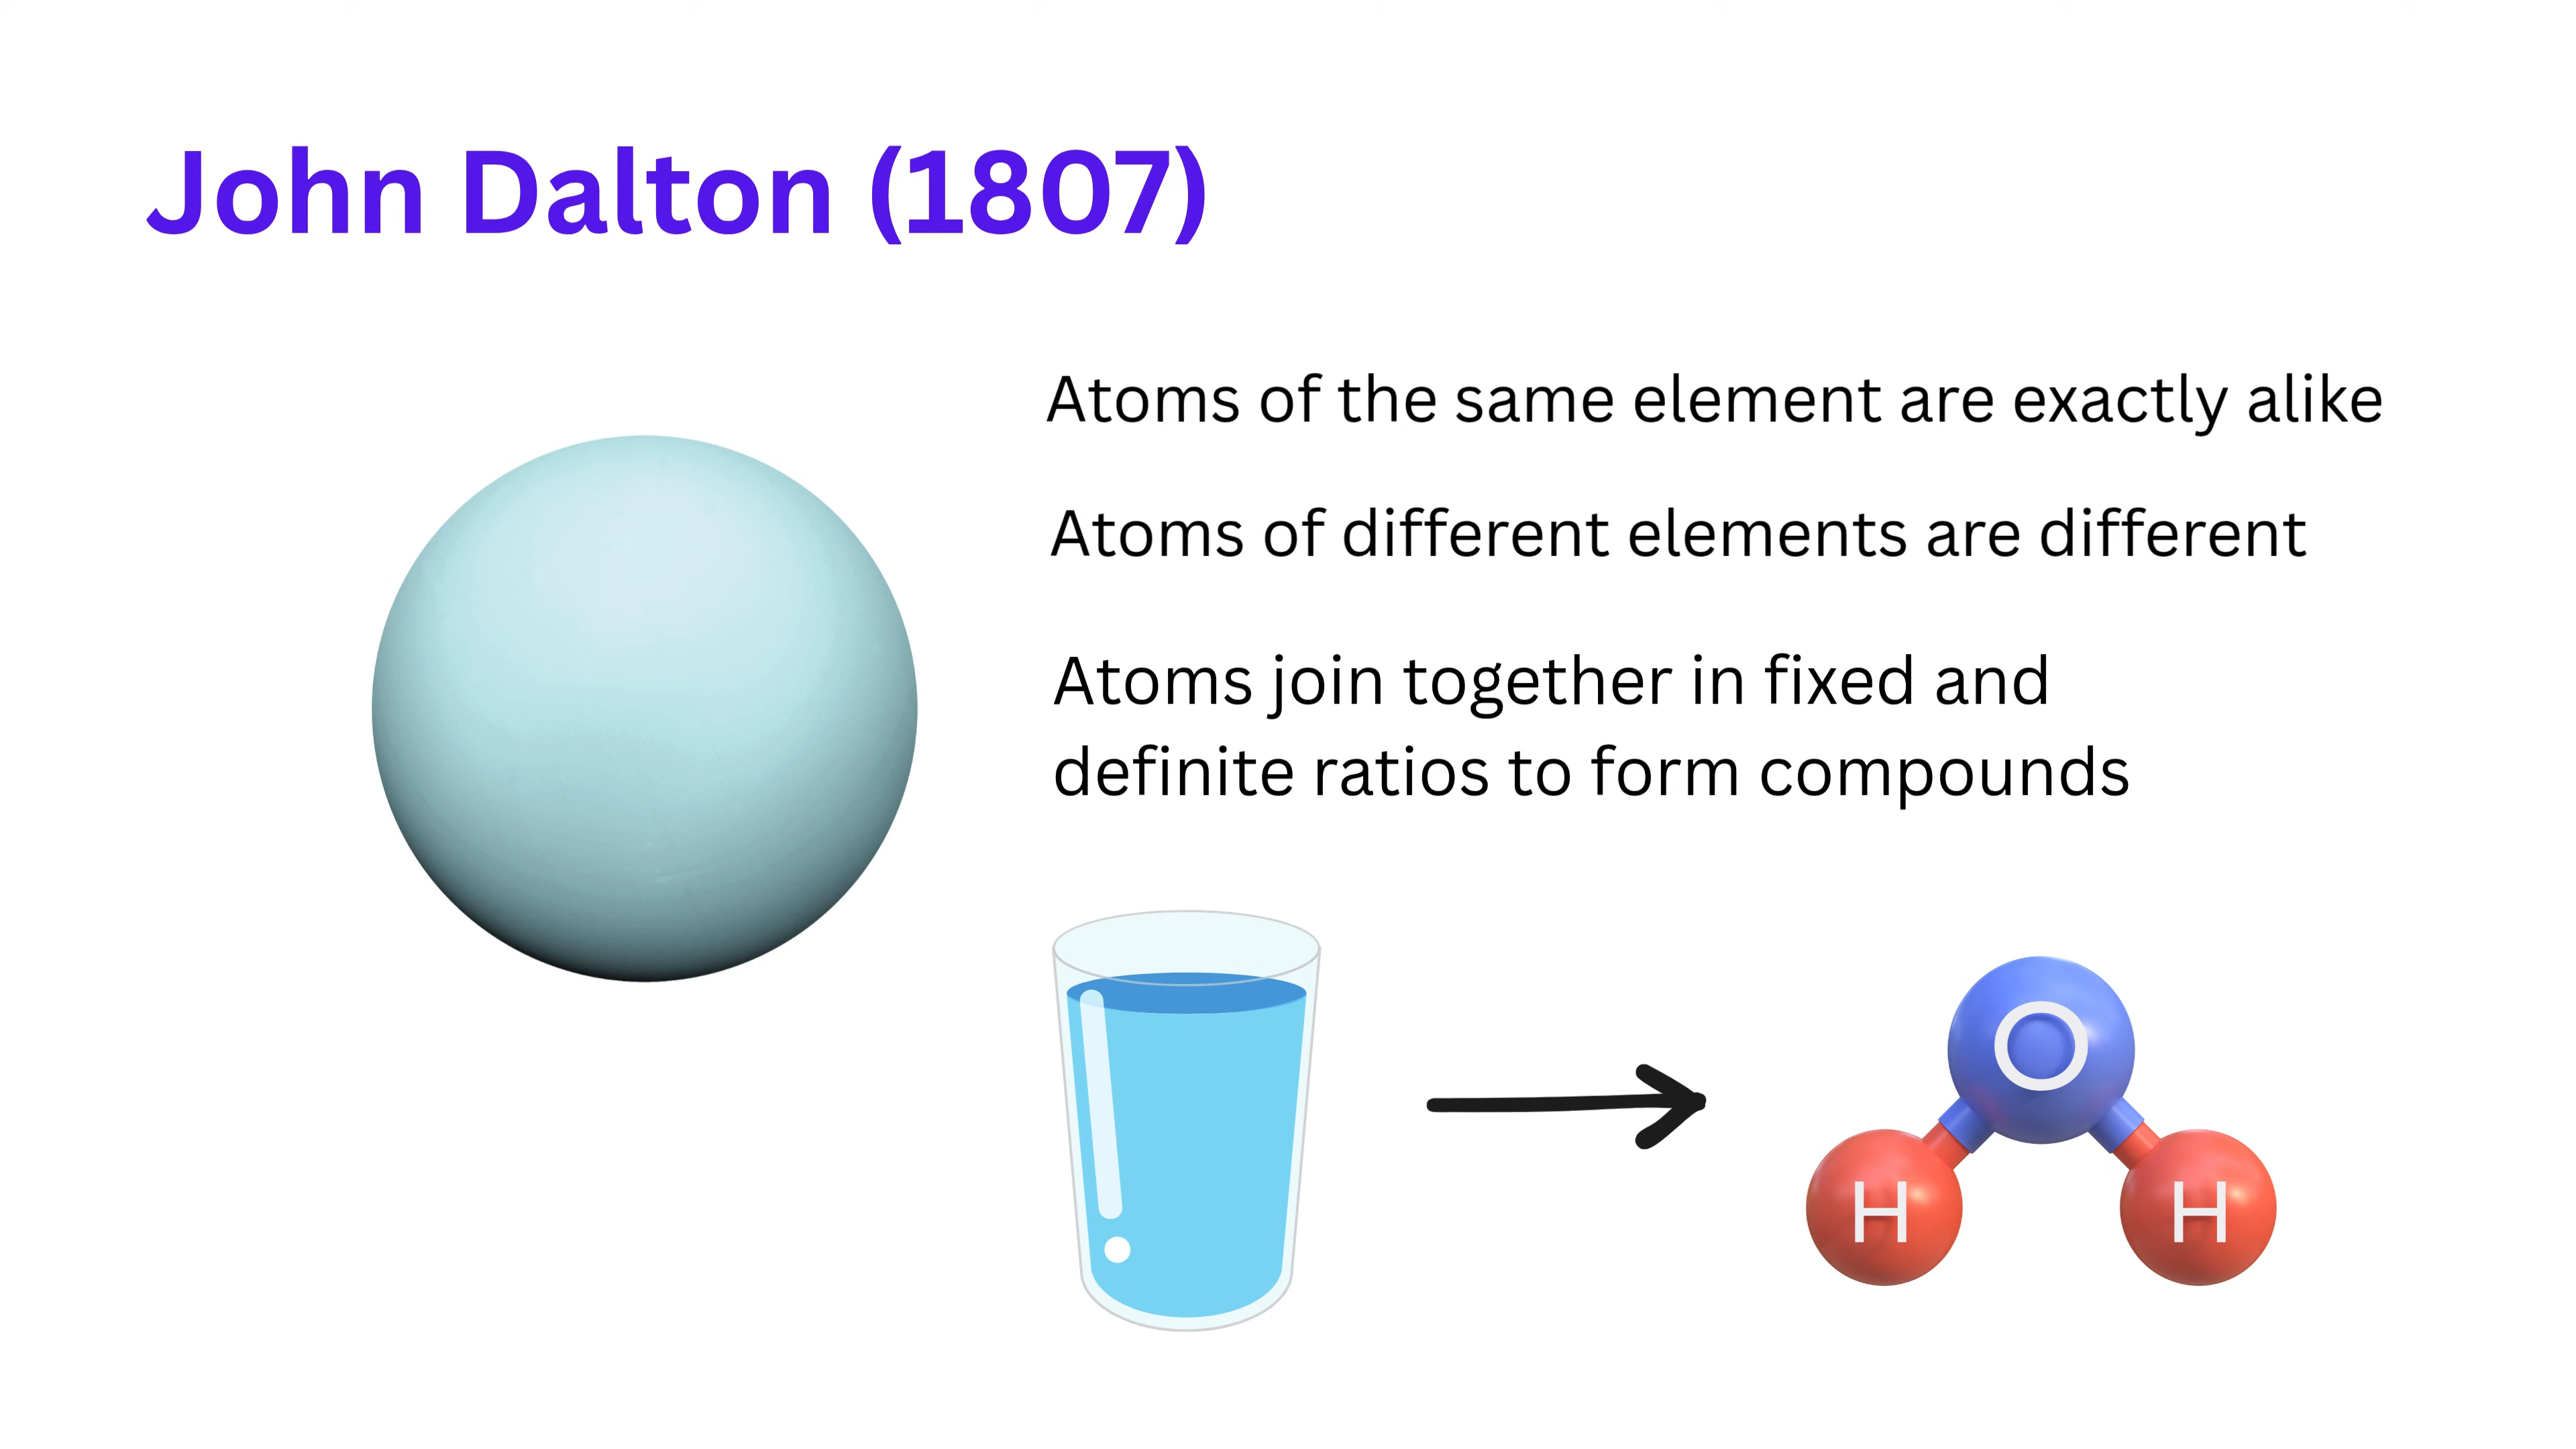 John Dalton (1807)
Atoms of the same element are exactly alike
Atoms of different elements are different
Atoms join together in fixed and
definite ratios to form compounds
O
H
H